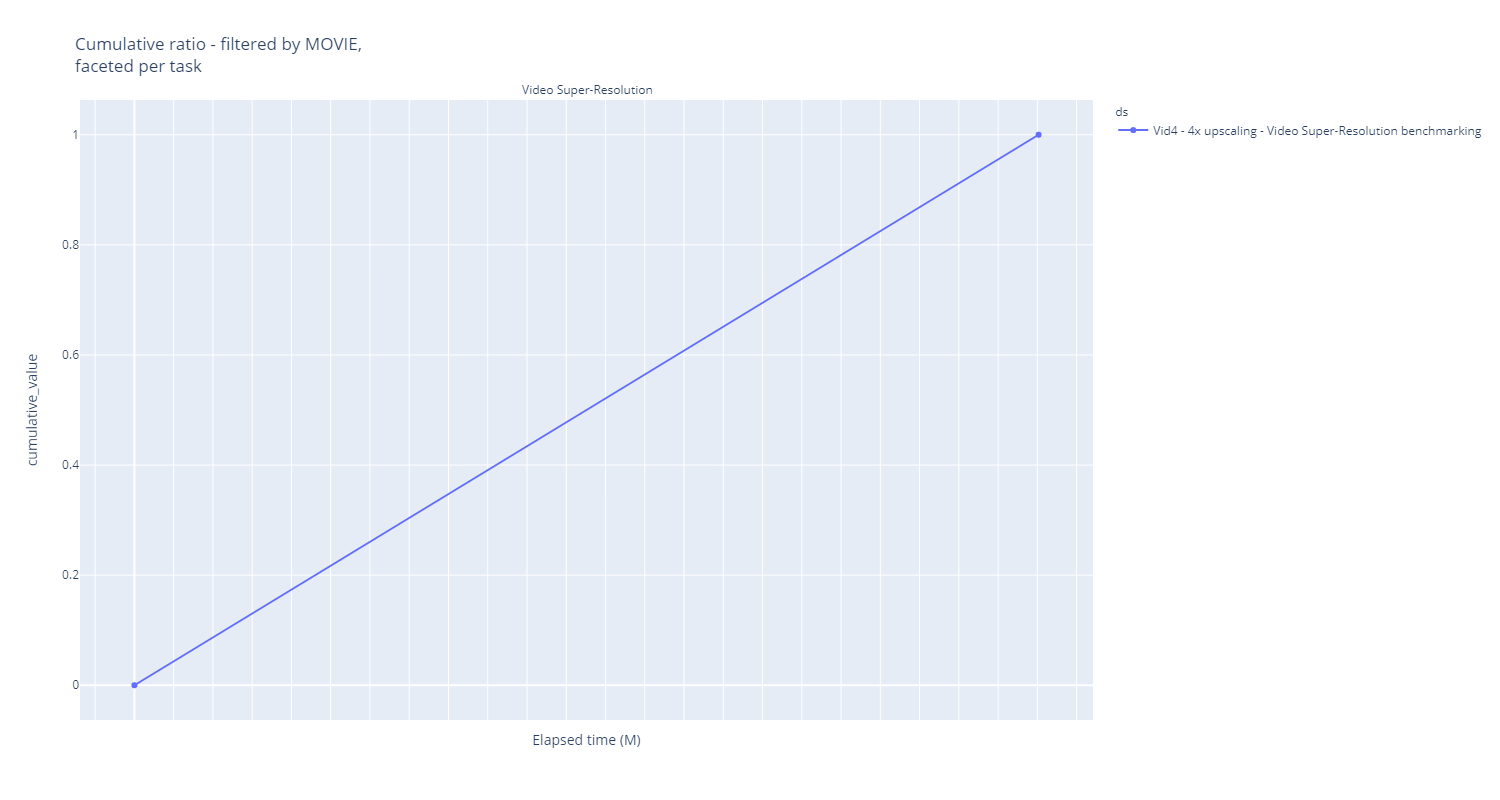 Cumulative ratio - filtered by MOVIE,
faceted per task
Video Super-Resolution
ds
Vid4 - 4x upscaling - Video Super-Resolution benchmarking
1
0.8
0.6
0.4
0.2
0
cumulative_value
Elapsed time (M)